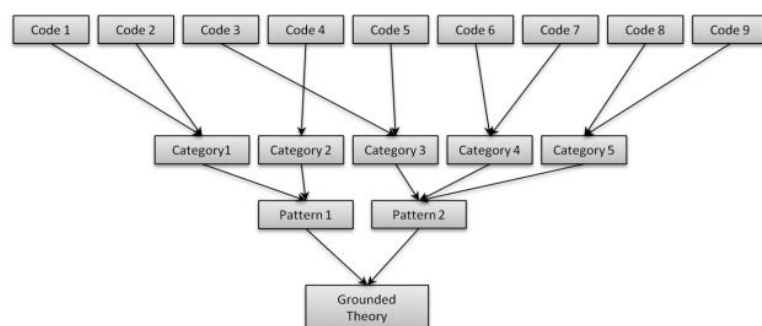 Code 1
Code 2
Code 3
Code 4
Code 5
Code 6
Code 7
Code 8
Code 9
Category1
Category 2
Category 3
Category 4
Category 5
Pattern 1
Pattern 2
Grounded
Theory